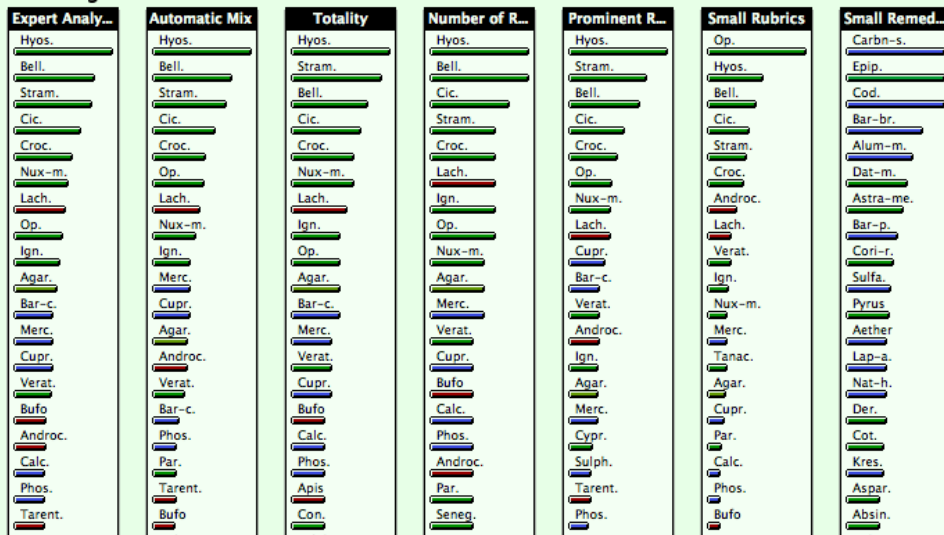 Expert Analy...
Hyos.
Bell.
Stram.
Cic.
Croc.
Nux-m.
Lach.
Op.
Ign.
Agar.
Bar-c.
Merc.
Cupr.
Verat.
Bufo
Androc.
Calc.
Phos.
Tarent.
Automatic Mix
Hyos.
Bell.
Stram.
Cic.
Croc.
Op.
Lach.
Nux-m.
Ign.
Merc.
Cupr.
Agar.
Androc.
Verat.
Bar-c.
Phos.
Par.
Tarent.
Bufo
Totality
Hyos.
Stram.
Bell.
Cic.
Croc.
Nux-m.
Lach.
Ign.
Op.
Agar.
Bar-c.
Merc.
Verat.
Cupr.
Bufo
Calc.
Phos.
Apis
Con.
Number of R...
Hyos.
Bell.
Cic.
Stram.
Croc.
Lach.
Ign.
Op.
Nux-m.
Agar.
Merc.
Verat.
Cupr.
Bufo
Calc.
Phos.
Androc.
Par.
Seneg.
Prominent R...
Hyos.
Stram.
Bell.
Cic.
Croc.
Op.
Nux-m.
Lach.
Cupr.
Bar-c.
Verat.
Androc.
Ign.
Agar.
Merc.
Cypr.
Sulph.
Tarent.
Phos.
Small Rubrics
Op.
Hyos.
Bell.
Cic.
Stram.
Croc.
Androc.
Lach.
Verat.
Ign.
Nux-m.
Merc.
Tanac.
Agar.
Cupr.
Par.
Calc.
Phos.
Bufo
Small Remed...
Carbn-s.
Epip.
Cod.
Bar-br.
Alum-m.
Dat-m.
Astra-me.
Bar-p.
Cori-r.
Sulfa.
Pyrus
Aether
Lap-a.
Nat-h.
Der.
Cot.
Kres.
Aspar.
Absin.